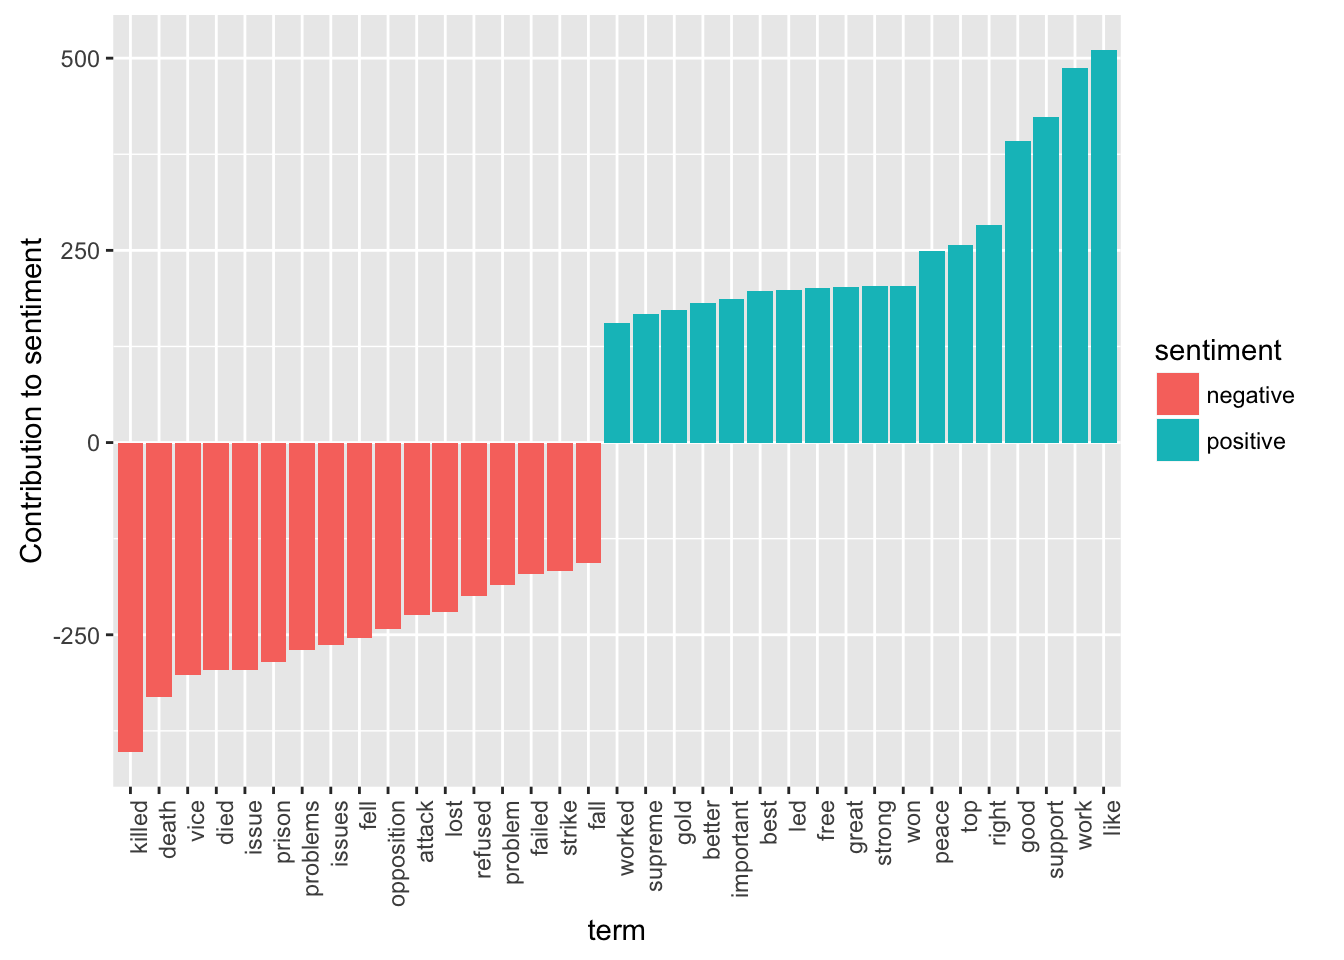 500
250
0
-250
Contribution to sentiment
killed
death
vice
died
issue
prison
problems
issues
fell
opposition
attack
lost
refused
problem
failed
strike
fall
worked
supreme
gold
better
important
best
led
free
great
strong
won
peace
top
right
good
support
work
like
term
sentiment
negative
positive